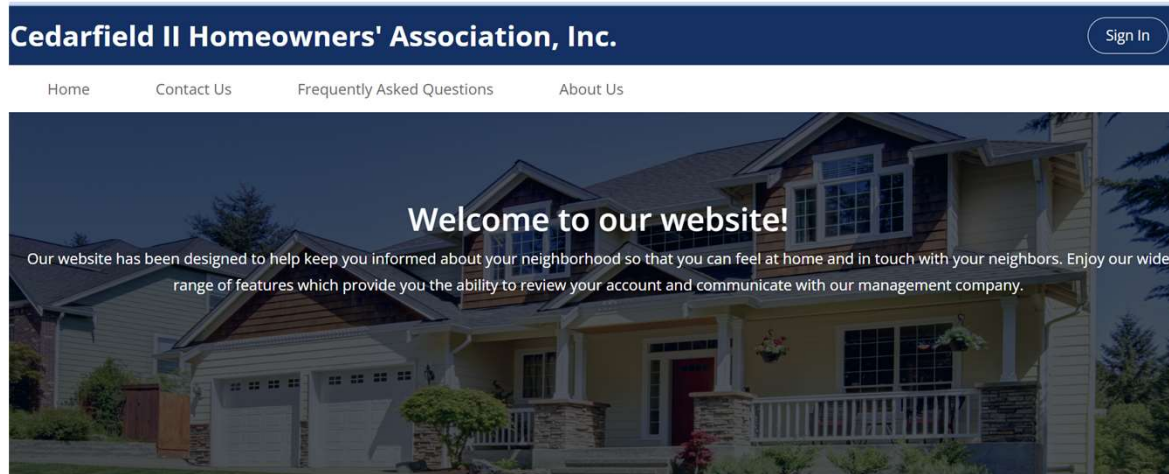 Cedarfield II Homeowners' Association, Inc.
Sign In
Home Contact Us Frequently Asked Questions About Us
Welcome to our website!
Our website has been designed to help keep you informed about your neighborhood so that you can feel at home and in touch with your neighbors. Enjoy our wide
range of features which provide you the ability to review your account and communicate with our management company.